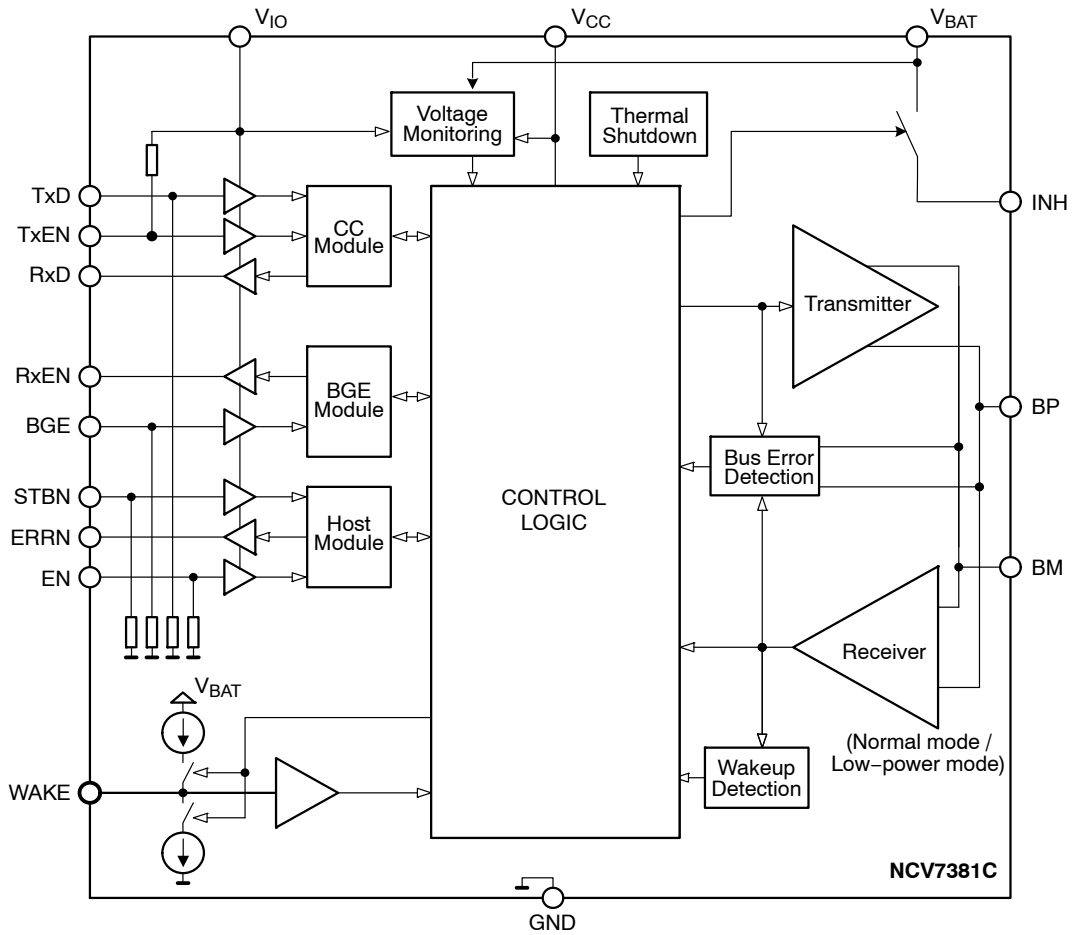 V_IO
V_CC
V_BAT
Voltage
Monitoring
Thermal
Shutdown
TxD
TxEN
RxD
CC
Module
INH
Transmitter
RxEN
BGE
BGE
Module
BP
Bus Error
Detection
STBN
ERRN
EN
Host
Module
CONTROL
LOGIC
BM
Receiver
(Normal mode /
Low−power mode)
V_BAT
WAKE
Wakeup
Detection
NCV7381C
GND